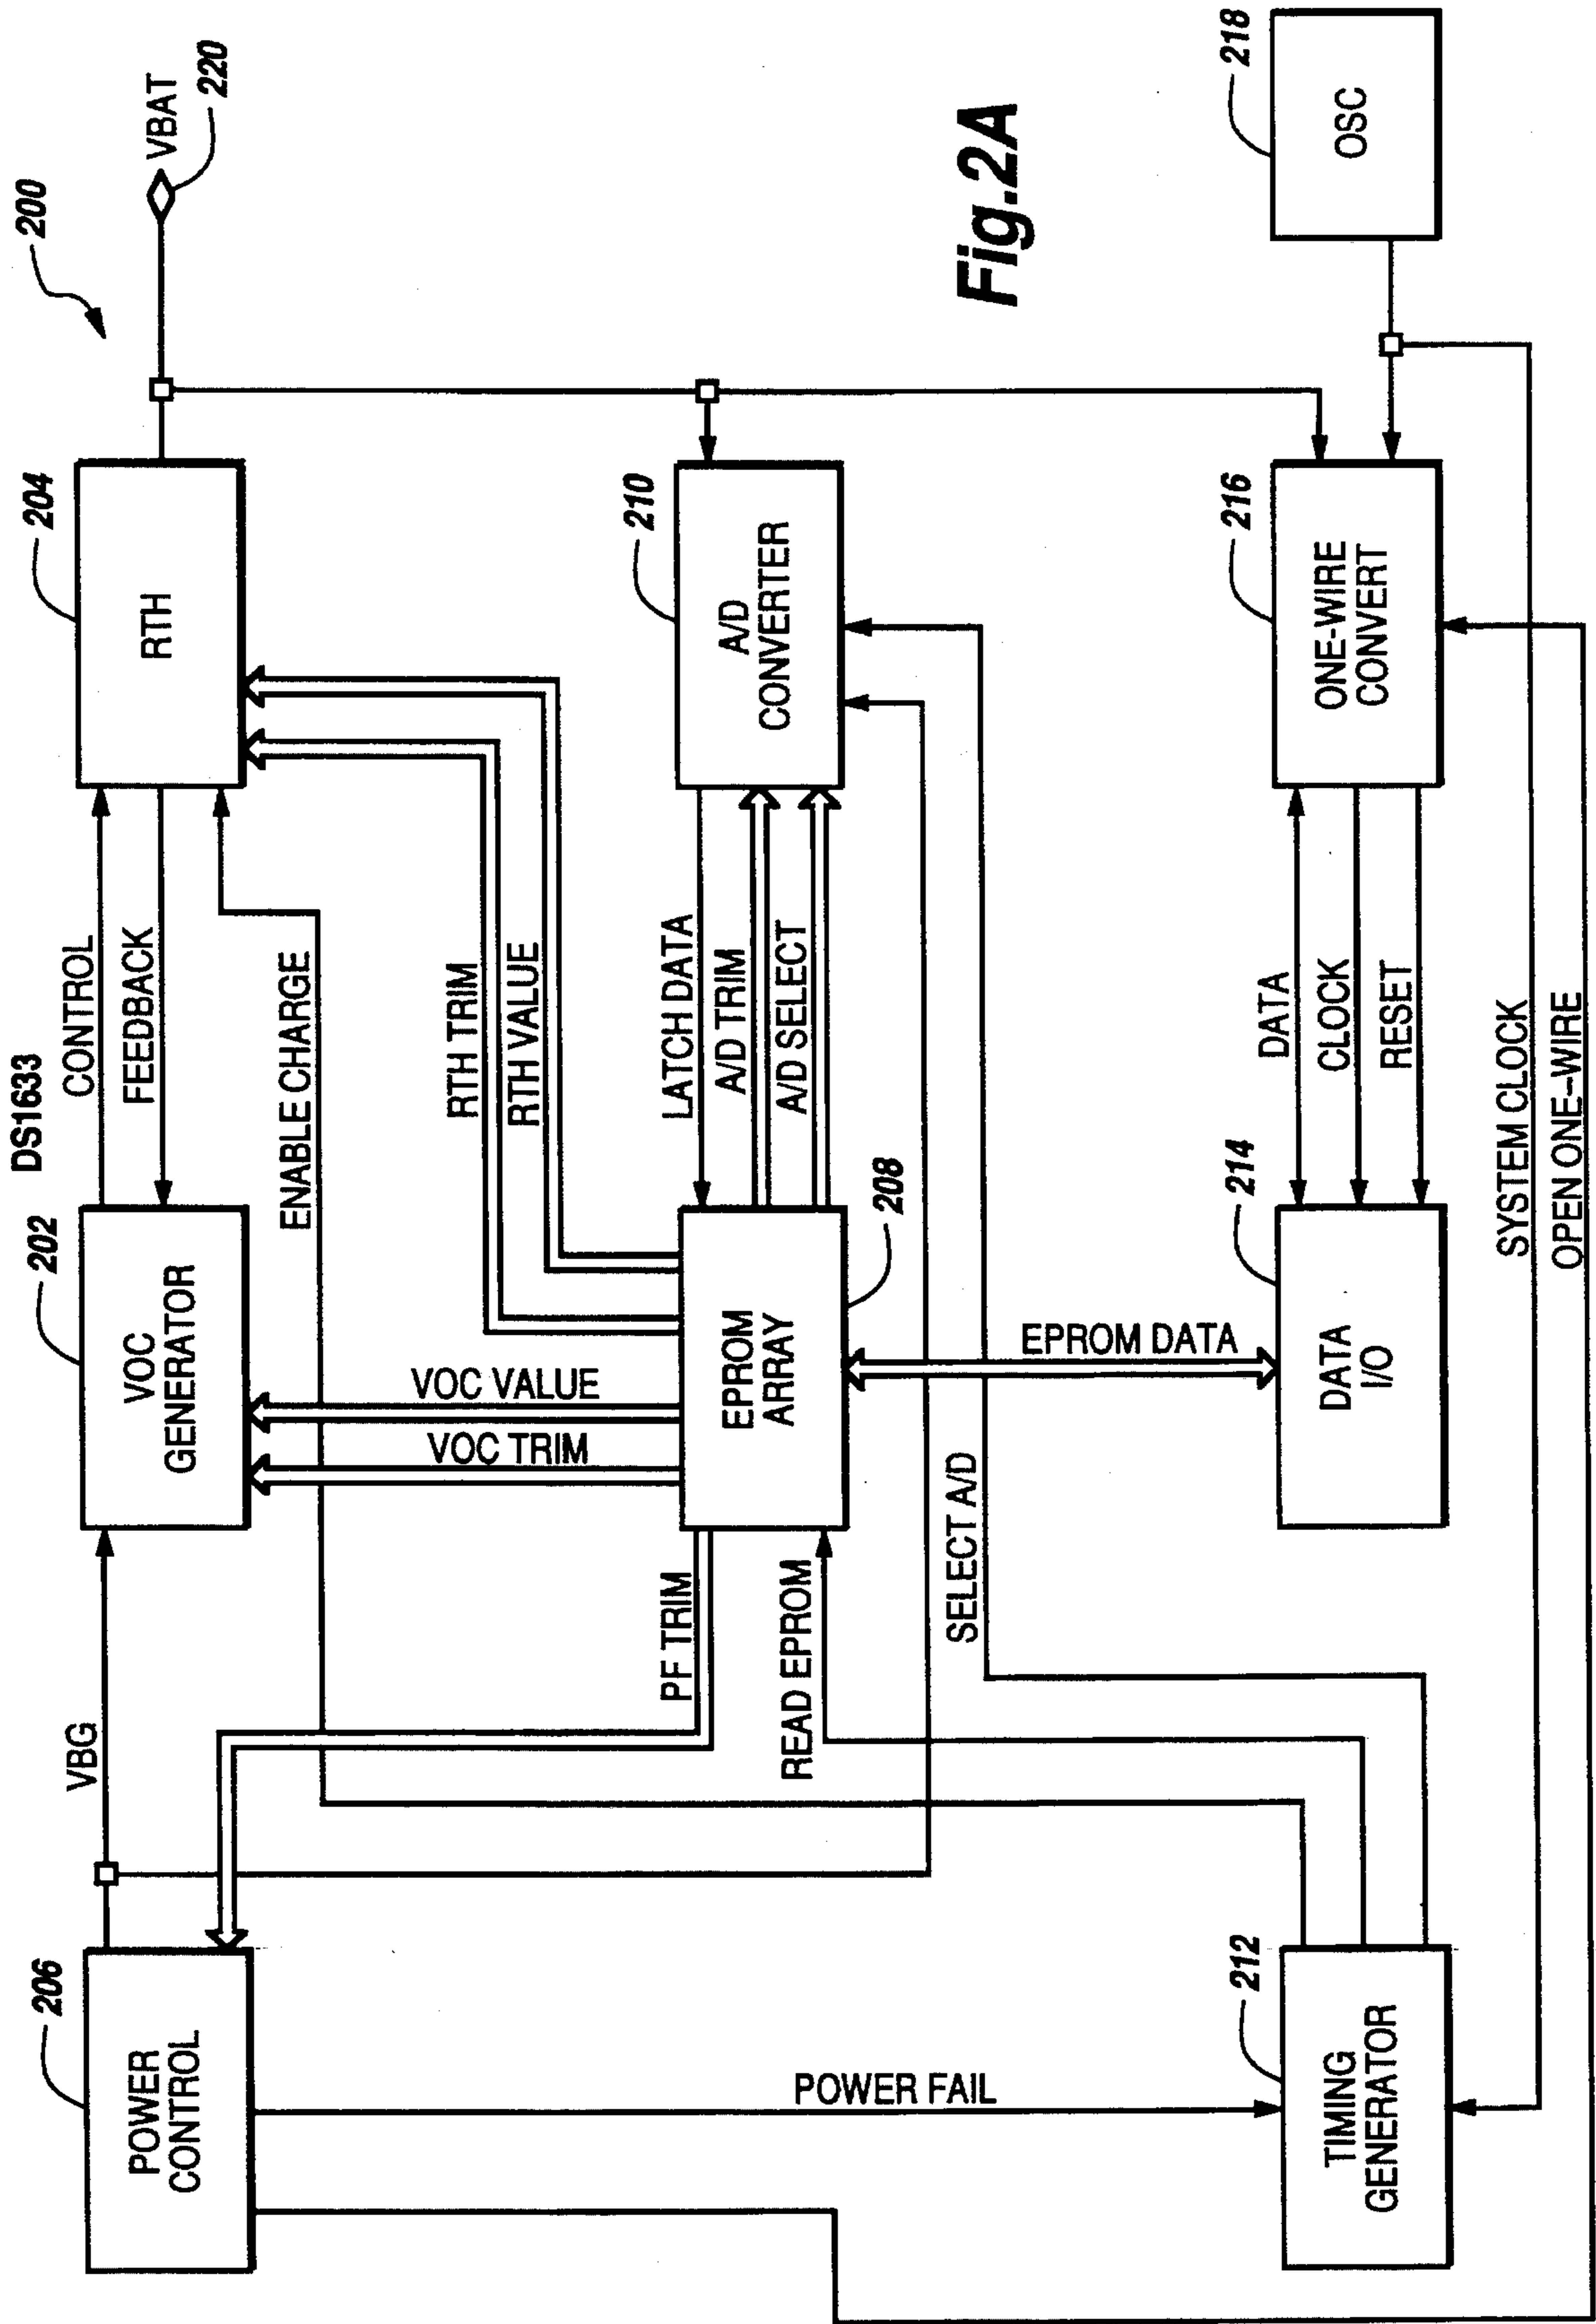 DS1633
200
206
POWER
CONTROL
VBG
202
VOC
GENERATOR
CONTROL
FEEDBACK
204
RTH
VBAT
220
ENABLE CHARGE
RTH TRIM
RTH VALUE
VOC VALUE
VOC TRIM
PF TRIM
READ EPROM
EPROM
ARRAY
208
LATCH DATA
A/D TRIM
A/D SELECT
210
A/D
CONVERTER
SELECT A/D
EPROM DATA
POWER FAIL
Fig.2A
212
TIMING
GENERATOR
214
DATA
I/O
DATA
CLOCK
RESET
216
ONE-WIRE
CONVERT
218
OSC
SYSTEM CLOCK
OPEN ONE-WIRE